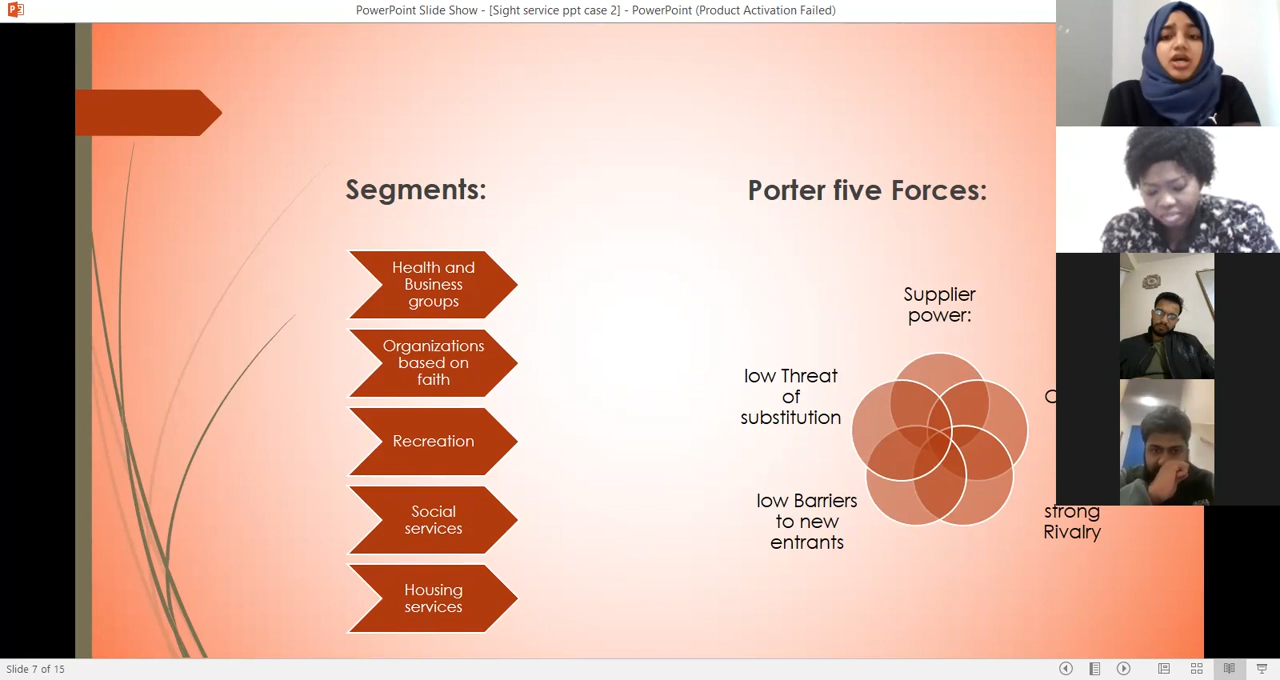 PowerPoint Slide Show - [Sight service ppt case 2] - PowerPoint (Product Activation Failed)
Segments:
Health and
Business
groups
Organizations
based on
faith
Recreation
Social
services
Housing
services
Porter five Forces:
Supplier
power:
low Threat
of
substitution
low Barriers
to new
entrants
strong
Rivalry
Slide 7 of 15